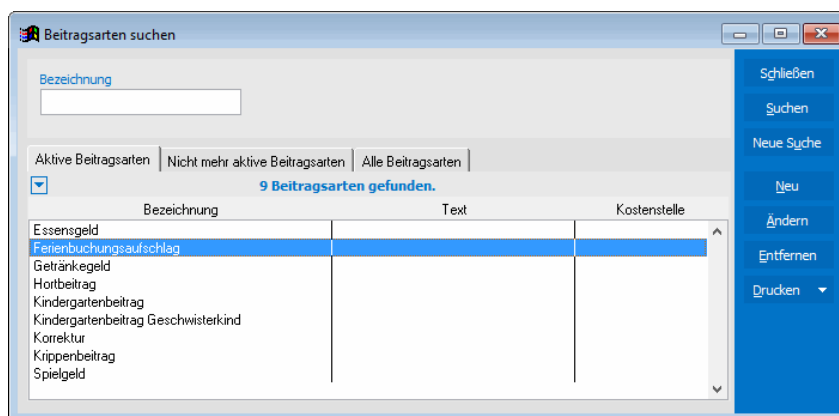 Beitragsarten suchen
Bezeichnung
Aktive Beitragsarten
Nicht mehr aktive Beitragsarten
Alle Beitragsarten
9 Beitragsarten gefunden.
Bezeichnung Text Kostenstelle
Essensgeld
Ferienbuchungsaufschlag
Getränkegeld
Hortbeitrag
Kindergartenbeitrag
Kindergartenbeitrag Geschwisterkind
Korrektur
Krippenbeitrag
Spielgeld
Schließen
Suchen
Neue Suche
Neu
Ändern
Entfernen
Drucken